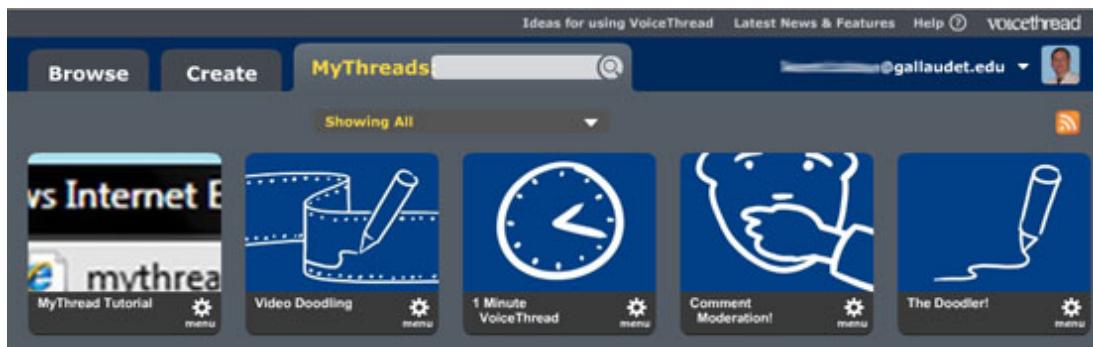 Ideas for using VoiceThread Latest News & Features Help ? voicethread
Browse Create MyThreads: @gallaudet.edu
Showing All
ws Internet E
mythrea
MyThread Tutorial menu
Video Doodling menu
1 Minute
VoiceThread menu
Comment
Moderation! menu
The Doodler! menu